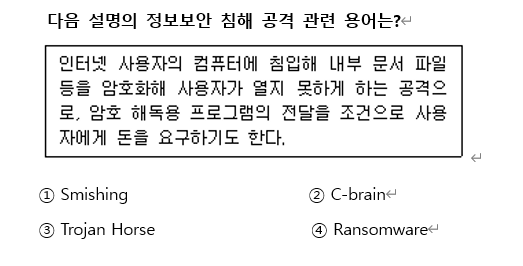 다음 설명의 정보보안 침해 공격 관련 용어는?
인터넷 사용자의 컴퓨터에 침입해 내부 문서 파일
등을 암호화해 사용자가 열지 못하게 하는 공격으
로, 암호 해독용 프로그램의 전달을 조건으로 사용
자에게 돈을 요구하기도 한다.
① Smishing ② C-brain
③ Trojan Horse ④ Ransomware